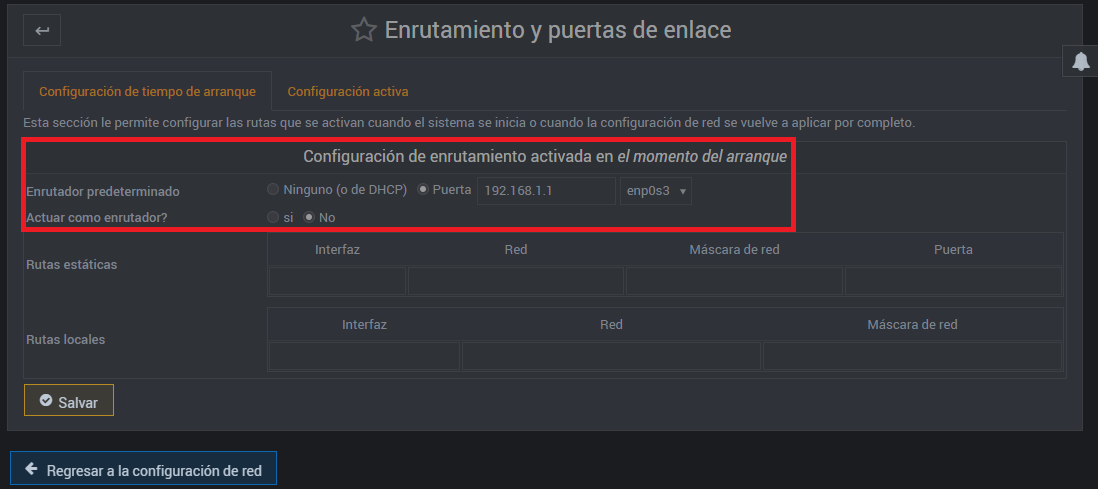 Enrutamiento y puertas de enlace
Configuración de tiempo de arranque
Configuración activa
Esta sección le permite configurar las rutas que se activan cuando el sistema se inicia o cuando la configuración de red se vuelve a aplicar por completo.
Configuración de enrutamiento activada en el momento del arranque
Enrutador predeterminado
Ninguno (o de DHCP) Puerta 192.168.1.1 enp0s3
Actuar como enrutador?
si No
Rutas estáticas
Interfaz Red Máscara de red Puerta
Rutas locales
Interfaz Red Máscara de red
Salvar
Regresar a la configuración de red